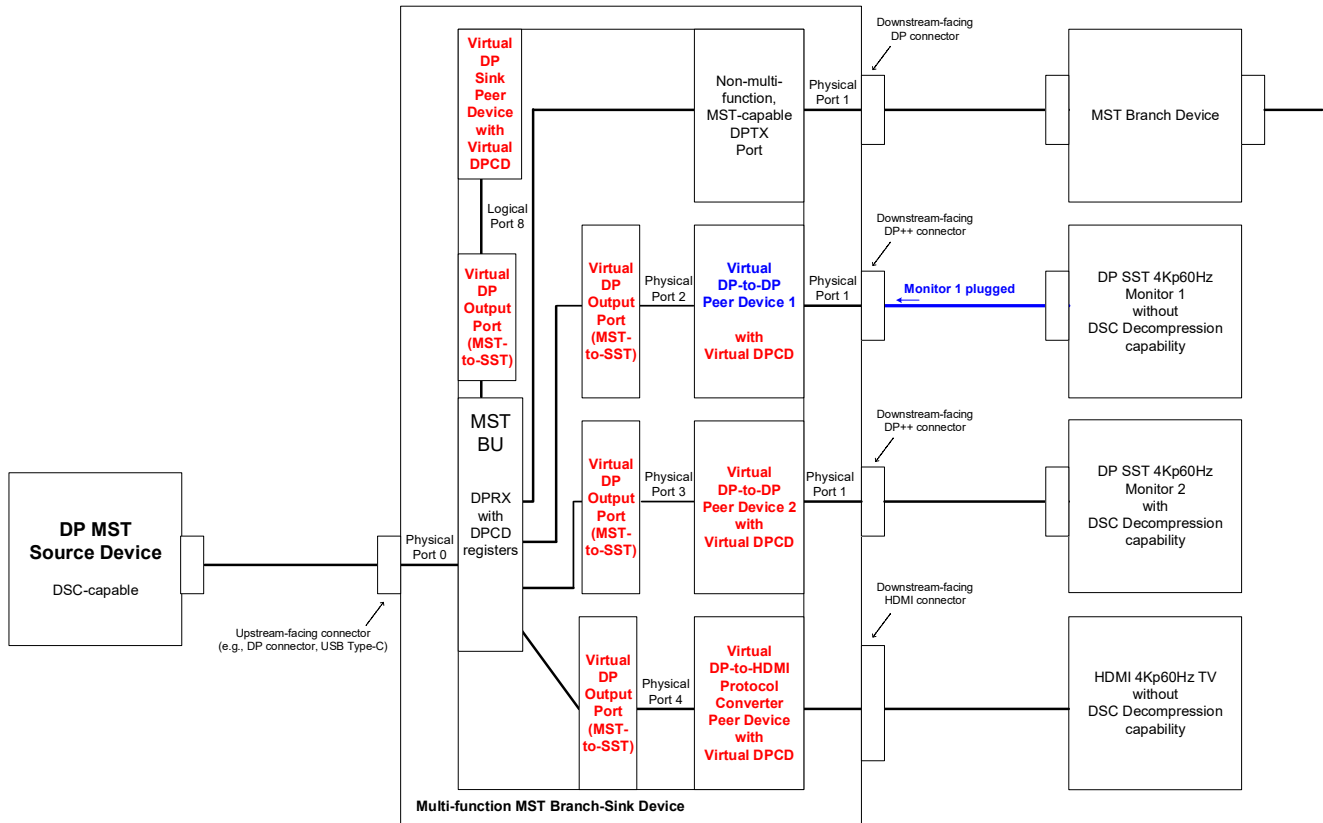 Virtual
DP
Sink
Peer
Device
with
Virtual
DPCD
Logical
Port 8
Virtual
DP
Output
Port
(MST-
to-SST)
MST
BU
DPRX
with
DPCD
registers
Non-multi-
function,
MST-capable
DPTX
Port
Physical
Port 1
Downstream-facing
DP connector
MST Branch Device
Virtual
DP
Output
Port
(MST-
to-SST)
Physical
Port 2
Virtual
DP-to-DP
Peer Device 1
with
Virtual DPCD
Physical
Port 1
Downstream-facing
DP++ connector
Monitor 1 plugged
DP SST 4Kp60Hz
Monitor 1
without
DSC Decompression
capability
Virtual
DP
Output
Port
(MST-
to-SST)
Physical
Port 3
Virtual
DP-to-DP
Peer Device 2
with
Virtual DPCD
Physical
Port 1
Downstream-facing
DP++ connector
DP SST 4Kp60Hz
Monitor 2
with
DSC Decompression
capability
DP MST
Source Device
DSC-capable
Physical
Port 0
Upstream-facing connector
(e.g., DP connector, USB Type-C)
Virtual
DP
Output
Port
(MST-
to-SST)
Physical
Port 4
Virtual
DP-to-HDMI
Protocol
Converter
Peer Device
with
Virtual DPCD
Downstream-facing
HDMI connector
HDMI 4Kp60Hz TV
without
DSC Decompression
capability
Multi-function MST Branch-Sink Device